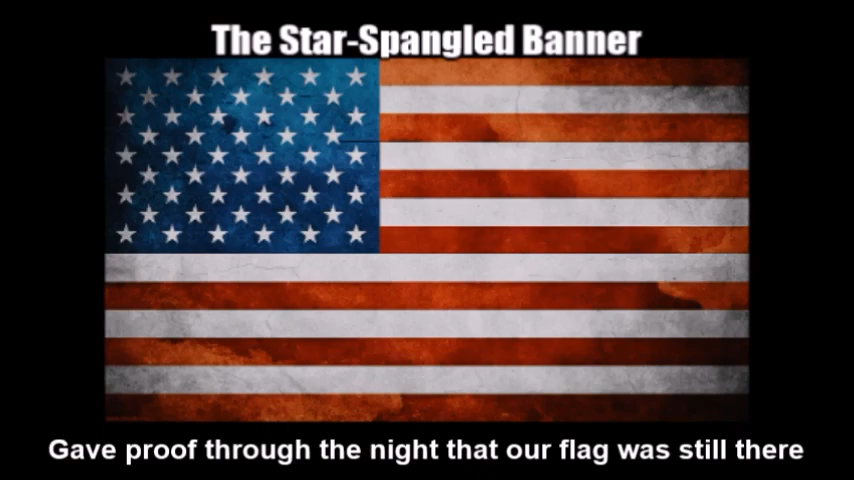 The Star-Spangled Banner
Gave proof through the night that our flag was still there